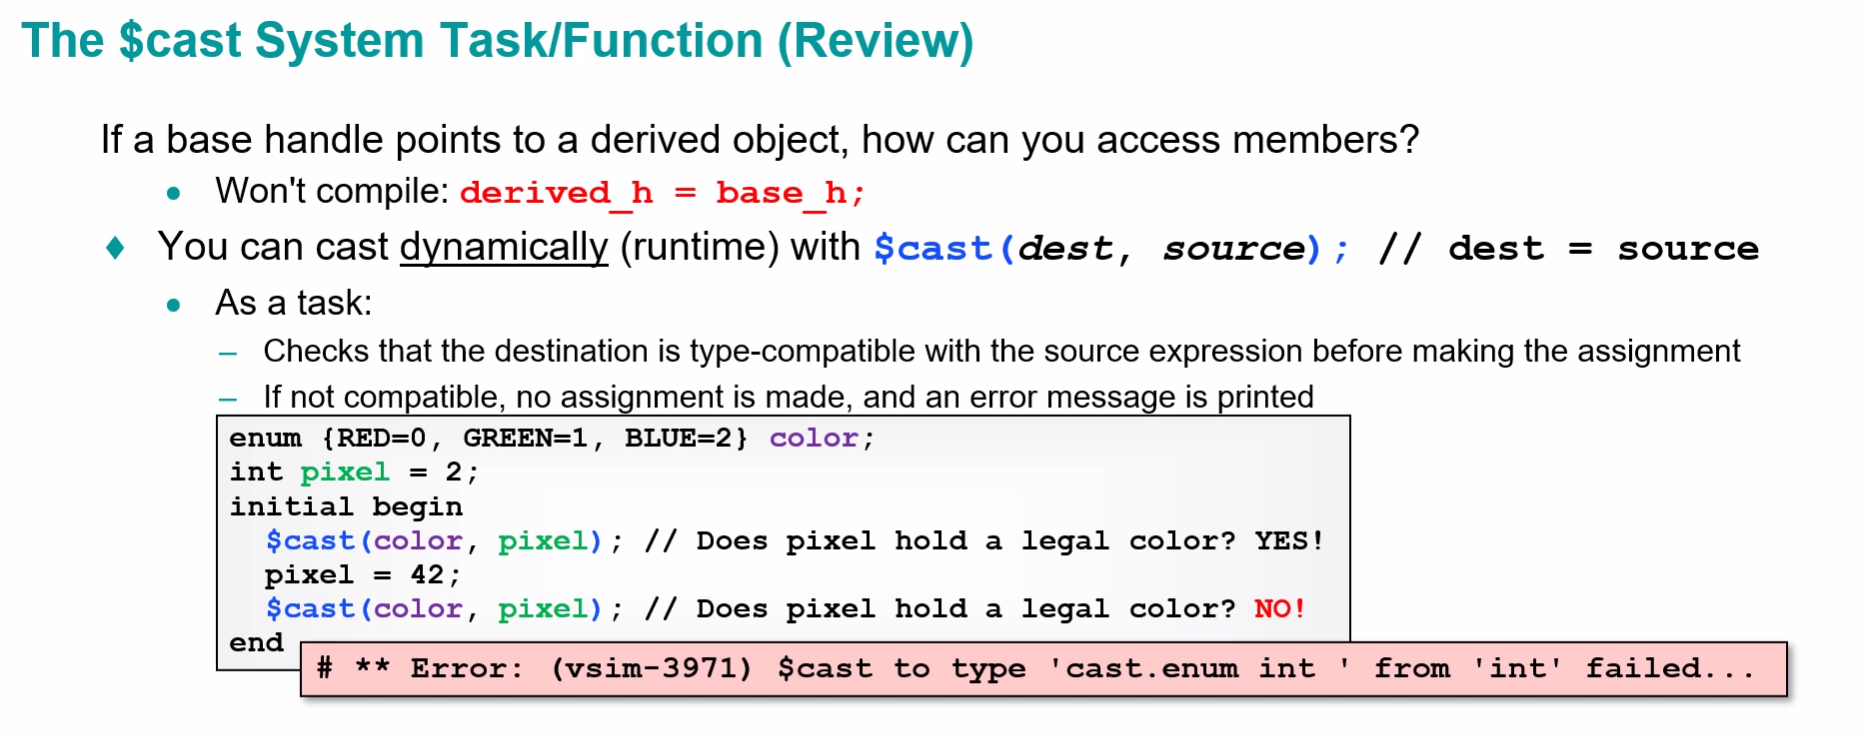 The $cast System Task/Function (Review)
If a base handle points to a derived object, how can you access members?
• Won't compile: derived_h = base_h;
♦ You can cast dynamically (runtime) with $cast(dest, source); // dest = source
• As a task:
– Checks that the destination is type-compatible with the source expression before making the assignment
– If not compatible, no assignment is made, and an error message is printed
enum {RED=0, GREEN=1, BLUE=2} color;
int pixel = 2;
initial begin
  $cast(color, pixel); // Does pixel hold a legal color? YES!
  pixel = 42;
  $cast(color, pixel); // Does pixel hold a legal color? NO!
end
# ** Error: (vsim-3971) $cast to type 'cast.enum int ' from 'int' failed...